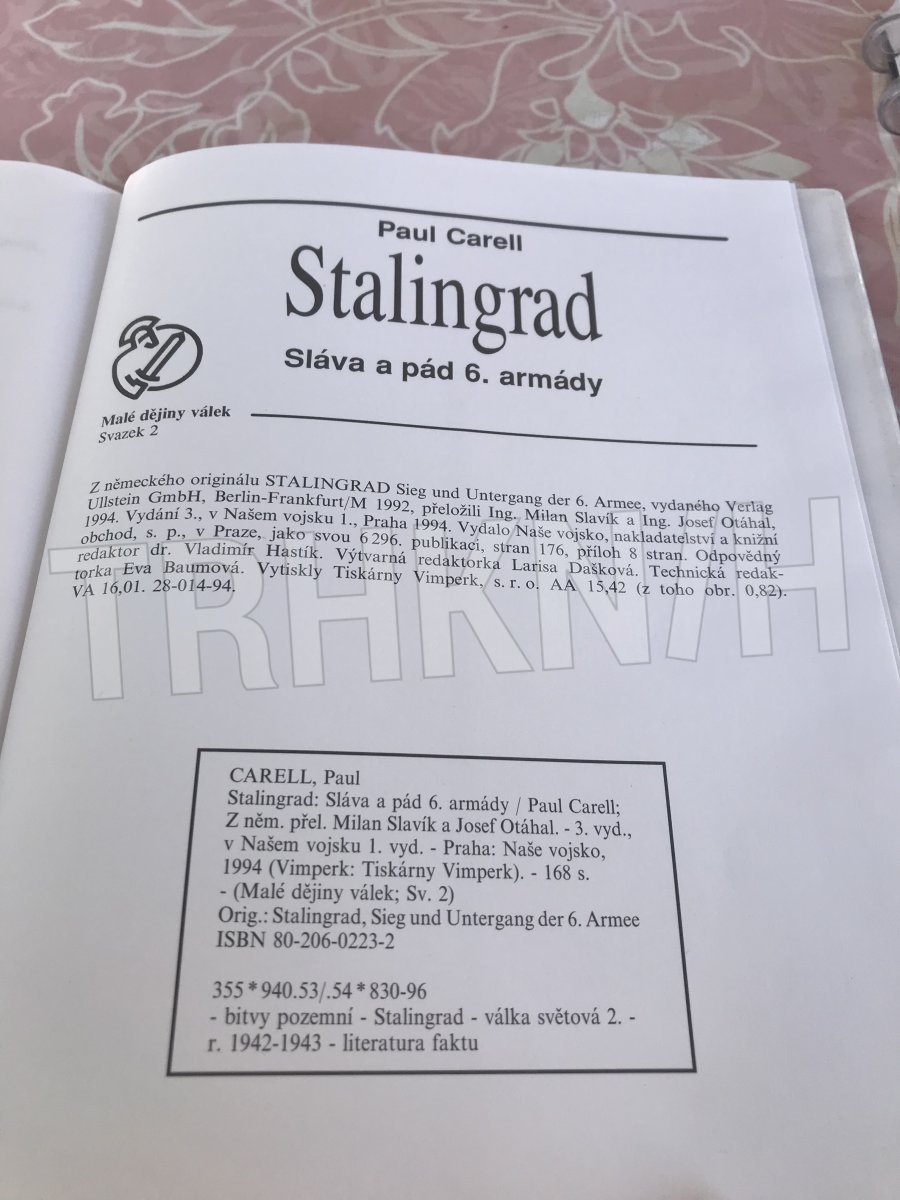 Paul Carell
Stalingrad
Sláva a pád 6. armády
Malé dějiny válek
Svazek 2
Z německého originálu STALINGRAD Sieg und Untergang der 6. Armee, vydaného Verlag
Ullstein GmbH, Berlin-Frankfurt/M 1992, přeložili Ing. Milan Slavík a Ing. Josef Otáhal,
1994. Vydání 3., v Našem vojsku 1., Praha 1994. Vydalo Naše vojsko, nakladatelství a knižní
obchod, s. p., v Praze, jako svou 6 296. publikaci, stran 176, příloh 8 stran. Odpovědný
redaktor dr. Vladimír Hastík. Výtvarná redaktorka Larisa Dašková. Technická redak-
torka Eva Baumová. Vytiskly Tiskárny Vimperk, s. r. o. AA 15,42 (z toho obr. 0,82).
VA 16,01. 28-014-94.
TRHKNIH
CARELL, Paul
Stalingrad: Sláva a pád 6. armády / Paul Carell;
Z něm. přel. Milan Slavík a Josef Otáhal. - 3. vyd.,
v Našem vojsku 1. vyd. - Praha: Naše vojsko,
1994 (Vimperk: Tiskárny Vimperk). - 168 s.
- (Malé dějiny válek; Sv. 2)
Orig.: Stalingrad, Sieg und Untergang der 6. Armee
ISBN 80-206-0223-2
355*940.53/.54*830-96
- bitvy pozemní - Stalingrad - válka světová 2. -
r. 1942-1943 - literatura faktu